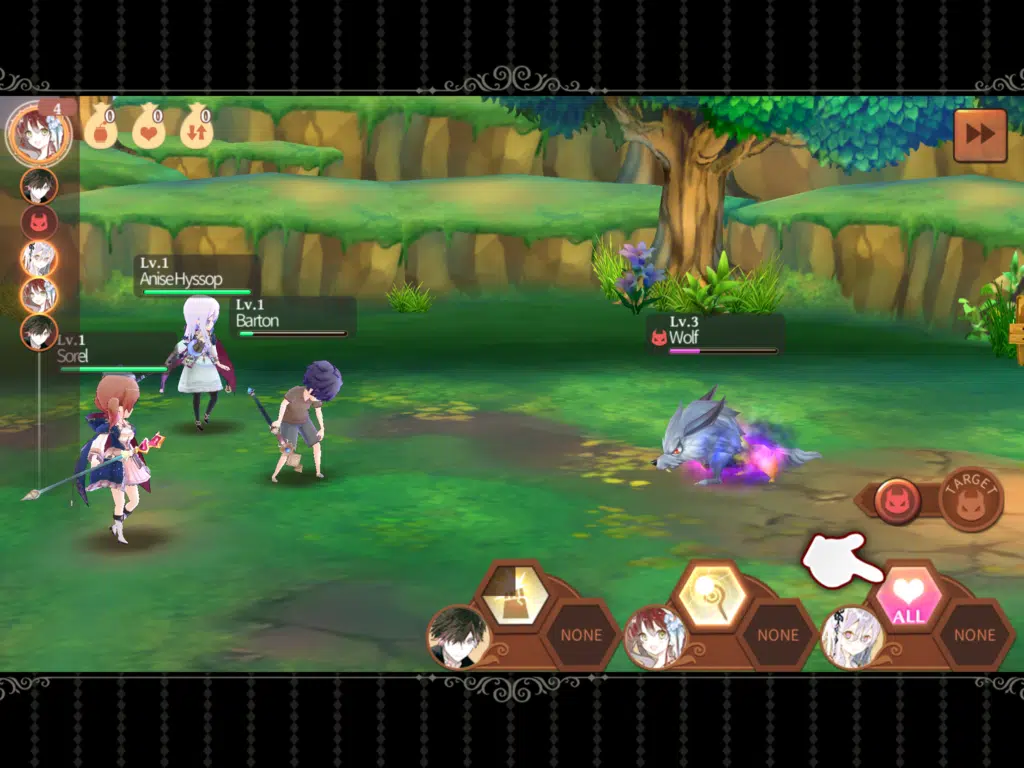 4
0
0
0
Lv.1
AniseHyssop
Lv.1
Barton
Lv.1
Sorel
Lv.3
Wolf
TARGET
NONE
NONE
ALL
NONE